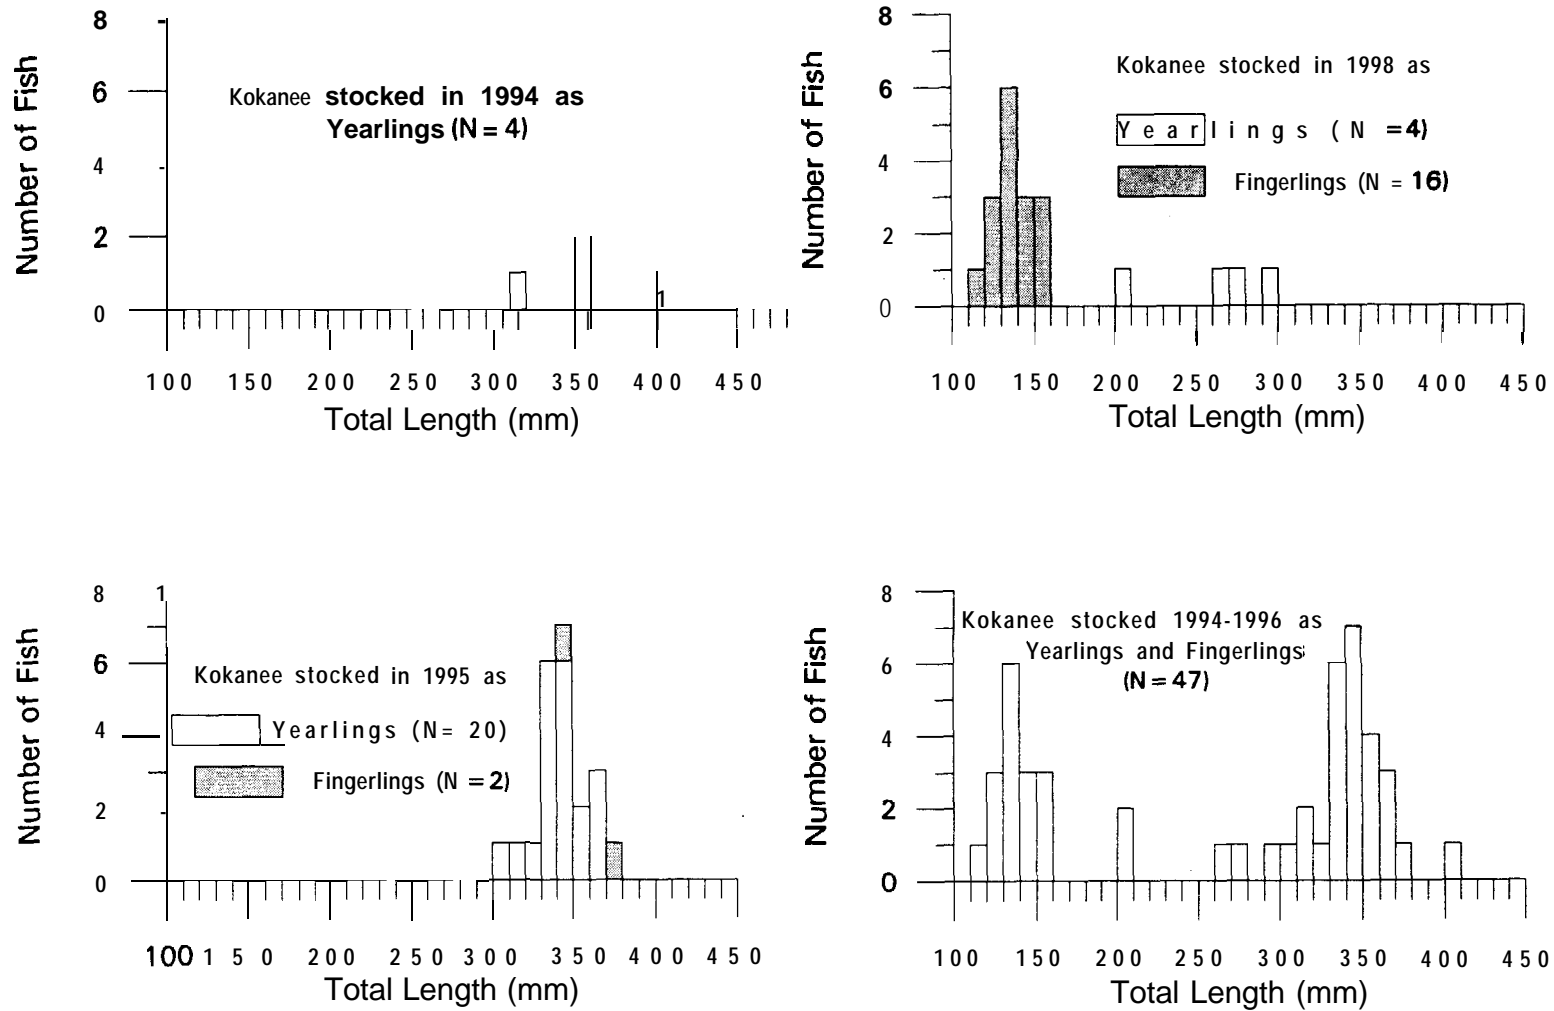 Number of Fish
8
6
4
2
0
Kokanee stocked in 1994 as
Yearlings (N = 4)
1
100 150 200 250 300 350 400 450
Total Length (mm)
Number of Fish
8
6
4
2
0
Kokanee stocked in 1998 as
Yearlings (N =4)
Fingerlings (N = 16)
100 150 200 250 300 350 400 450
Total Length (mm)
Number of Fish
8
1
6
4
2
0
Kokanee stocked in 1995 as
Yearlings (N= 20)
Fingerlings (N =2)
100 150 200 250 300 350 400 450
Total Length (mm)
Number of Fish
8
6
4
2
0
Kokanee stocked 1994-1996 as
Yearlings and Fingerlings
(N = 47)
100 150 200 250 300 350 400 450
Total Length (mm)